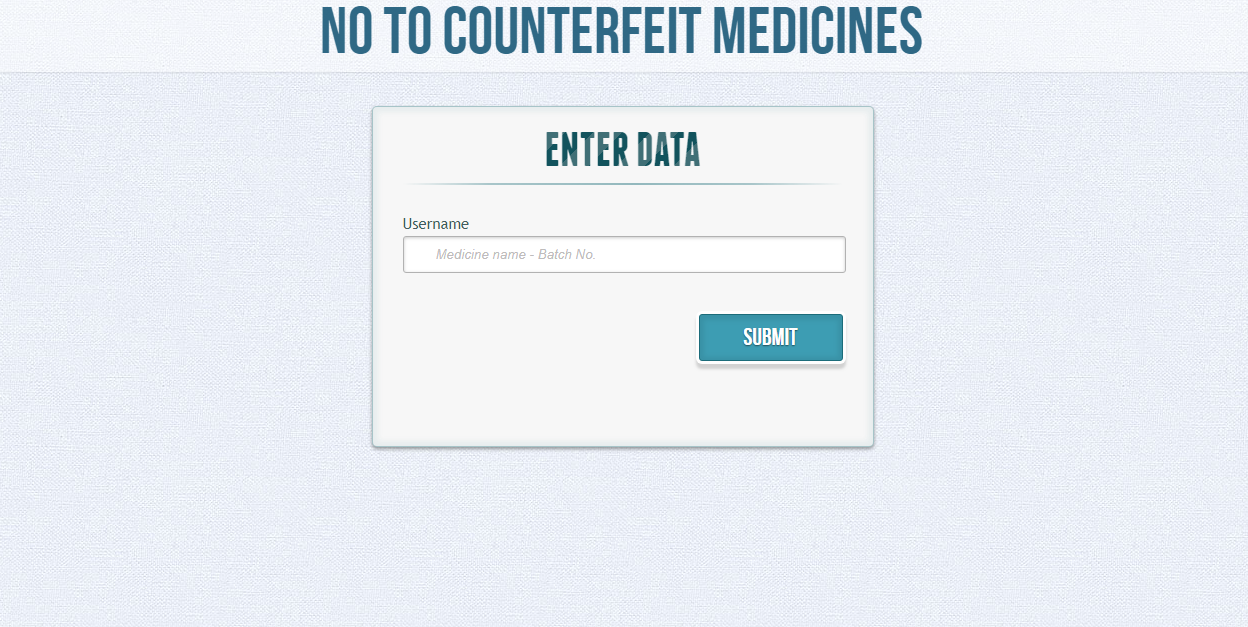 NO TO COUNTERFEIT MEDICINES
ENTER DATA
Username
Medicine name - Batch No.
SUBMIT